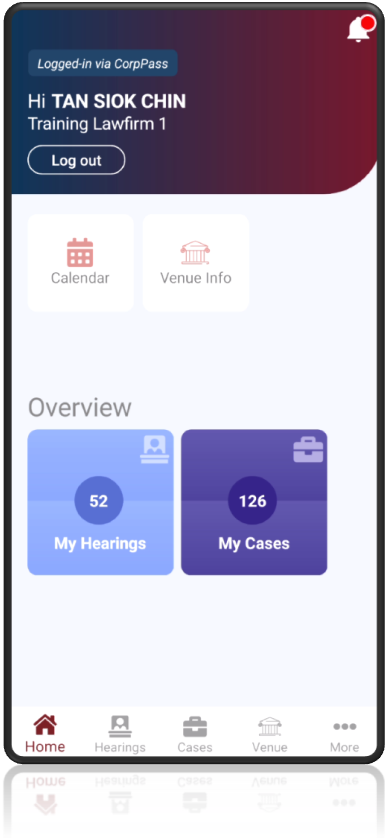 Logged-in via CorpPass
Hi TAN SIOK CHIN
Training Lawfirm 1
Log out
Calendar
Venue Info
Overview
52
My Hearings
126
My Cases
Home
Hearings
Cases
Venue
More